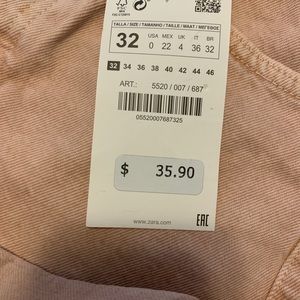 TALLA / SIZE / TAMANHO / TAILLE / MAAT / ΜΕΓΕΘΟΣ
32
USA MEX UK IT BR
0 22 4 36 32
32 34 36 38 40 42 44 46
ART.: 5520 / 007 / 687
05520007687325
$ 35.90
www.zara.com
EAC